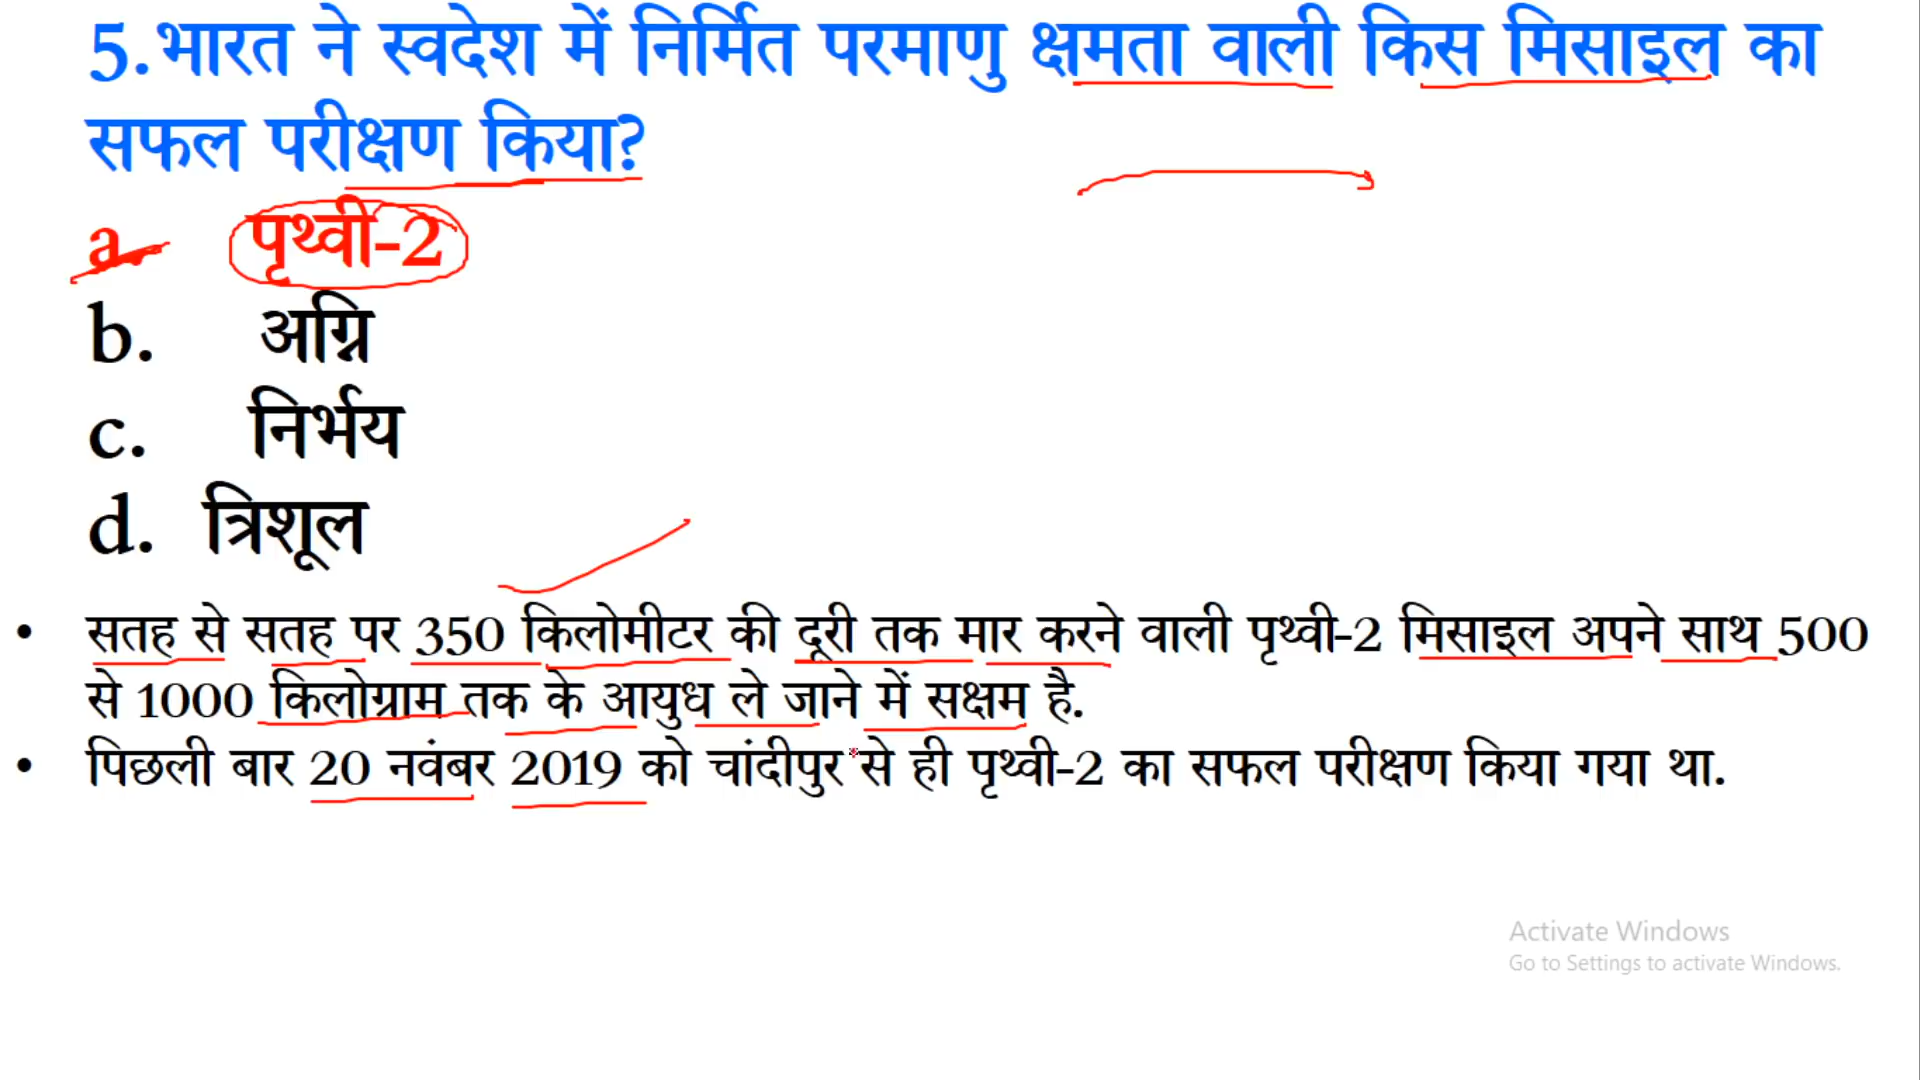 5.भारत ने स्वदेश में निर्मित परमाणु क्षमता वाली किस मिसाइल का
सफल परीक्षण किया?
a. पृथ्वी-2
b. अग्नि
c. निर्भय
d. त्रिशूल
• सतह से सतह पर 350 किलोमीटर की दूरी तक मार करने वाली पृथ्वी-2 मिसाइल अपने साथ 500
से 1000 किलोग्राम तक के आयुध ले जाने में सक्षम है.
• पिछली बार 20 नवंबर 2019 को चांदीपुर से ही पृथ्वी-2 का सफल परीक्षण किया गया था.
Activate Windows
Go to Settings to activate Windows.